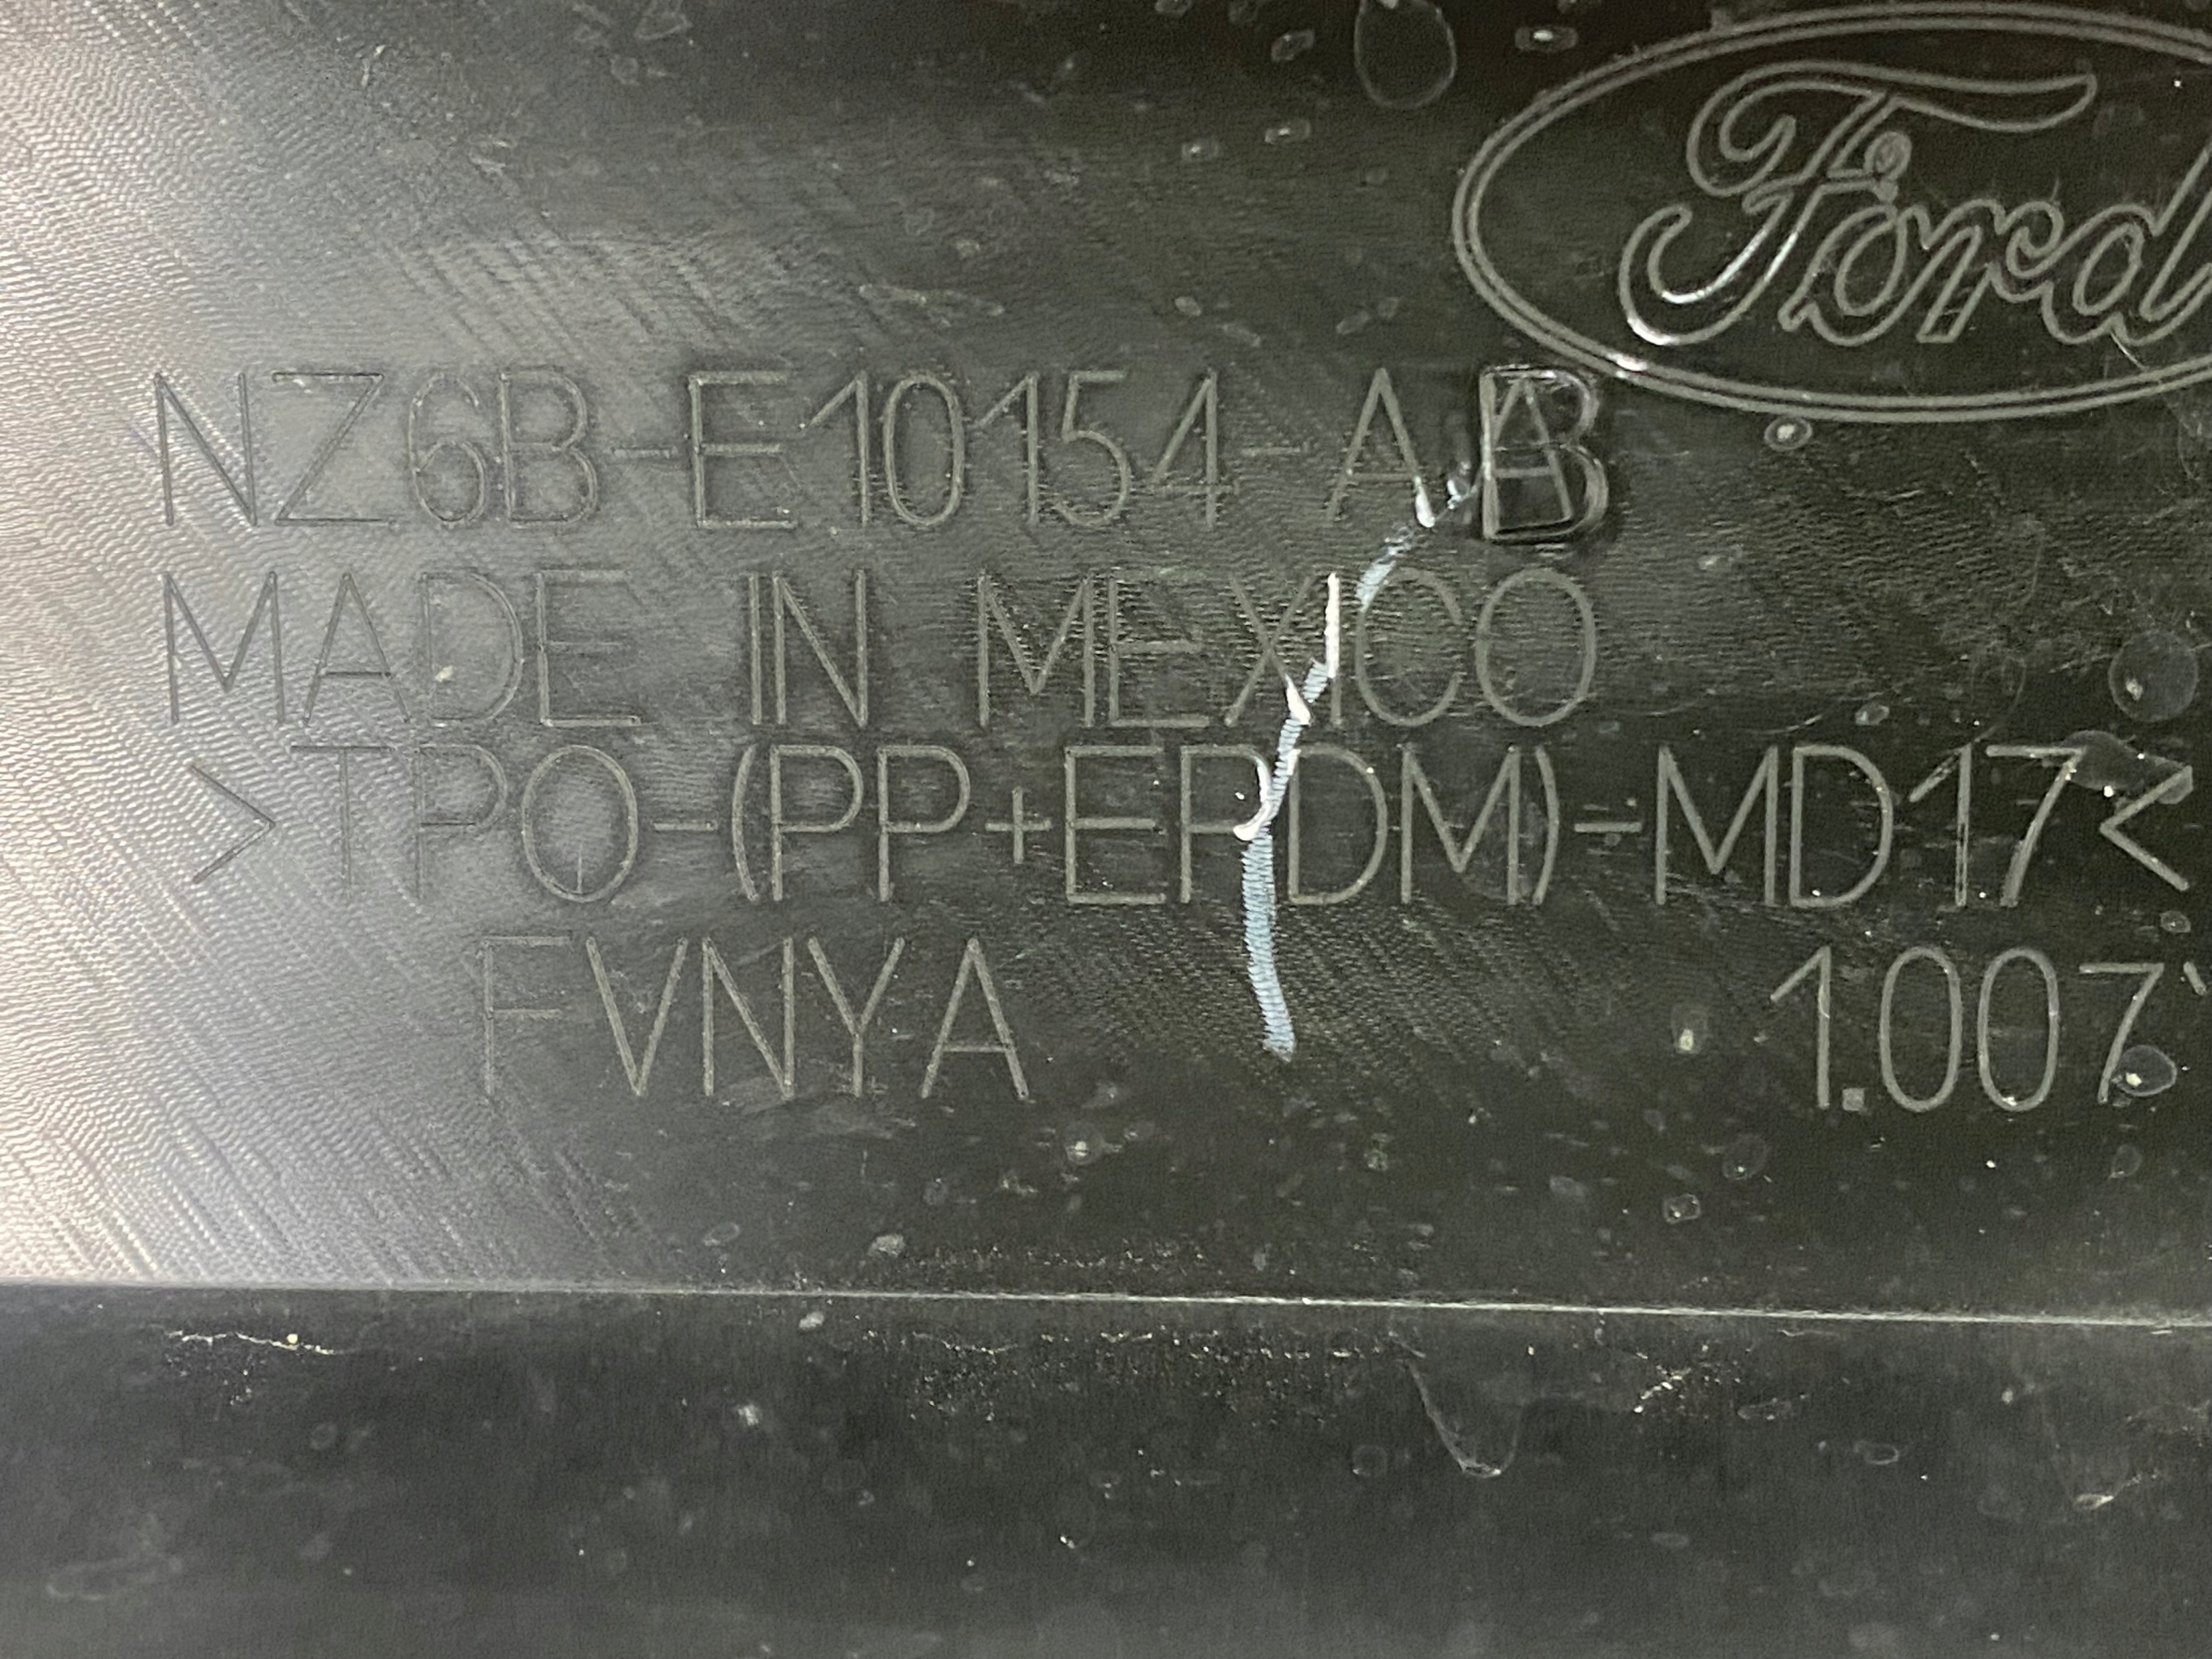 Ford
NZ6B-E10154-AB
MADE IN MEXICO
>TPO-(PP+EPDM)-MD17<
FVNYA 1.007